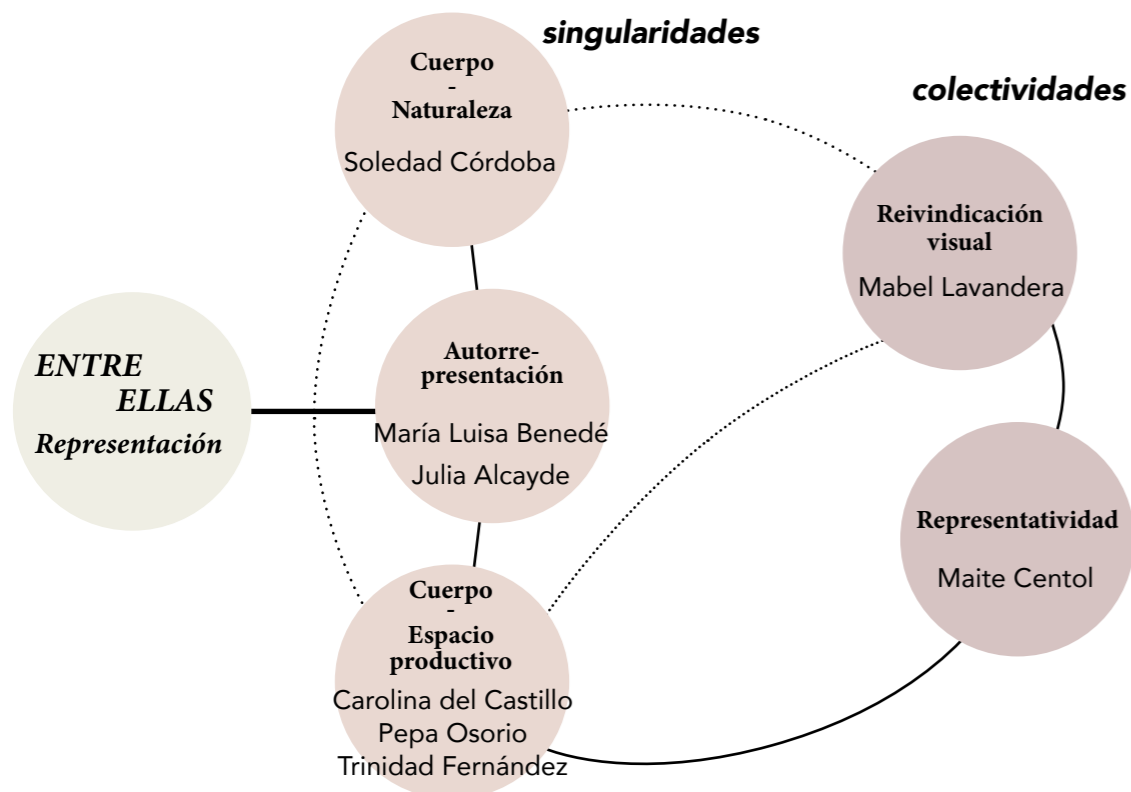 singularidades
colectividades
Cuerpo
-
Naturaleza
Soledad Córdoba
Reivindicación
visual
Mabel Lavandera
ENTRE
ELLAS
Representación
Autorre-
presentación
María Luisa Benedé
Julia Alcayde
Representatividad
Maite Centol
Cuerpo
-
Espacio
productivo
Carolina del Castillo
Pepa Osorio
Trinidad Fernández